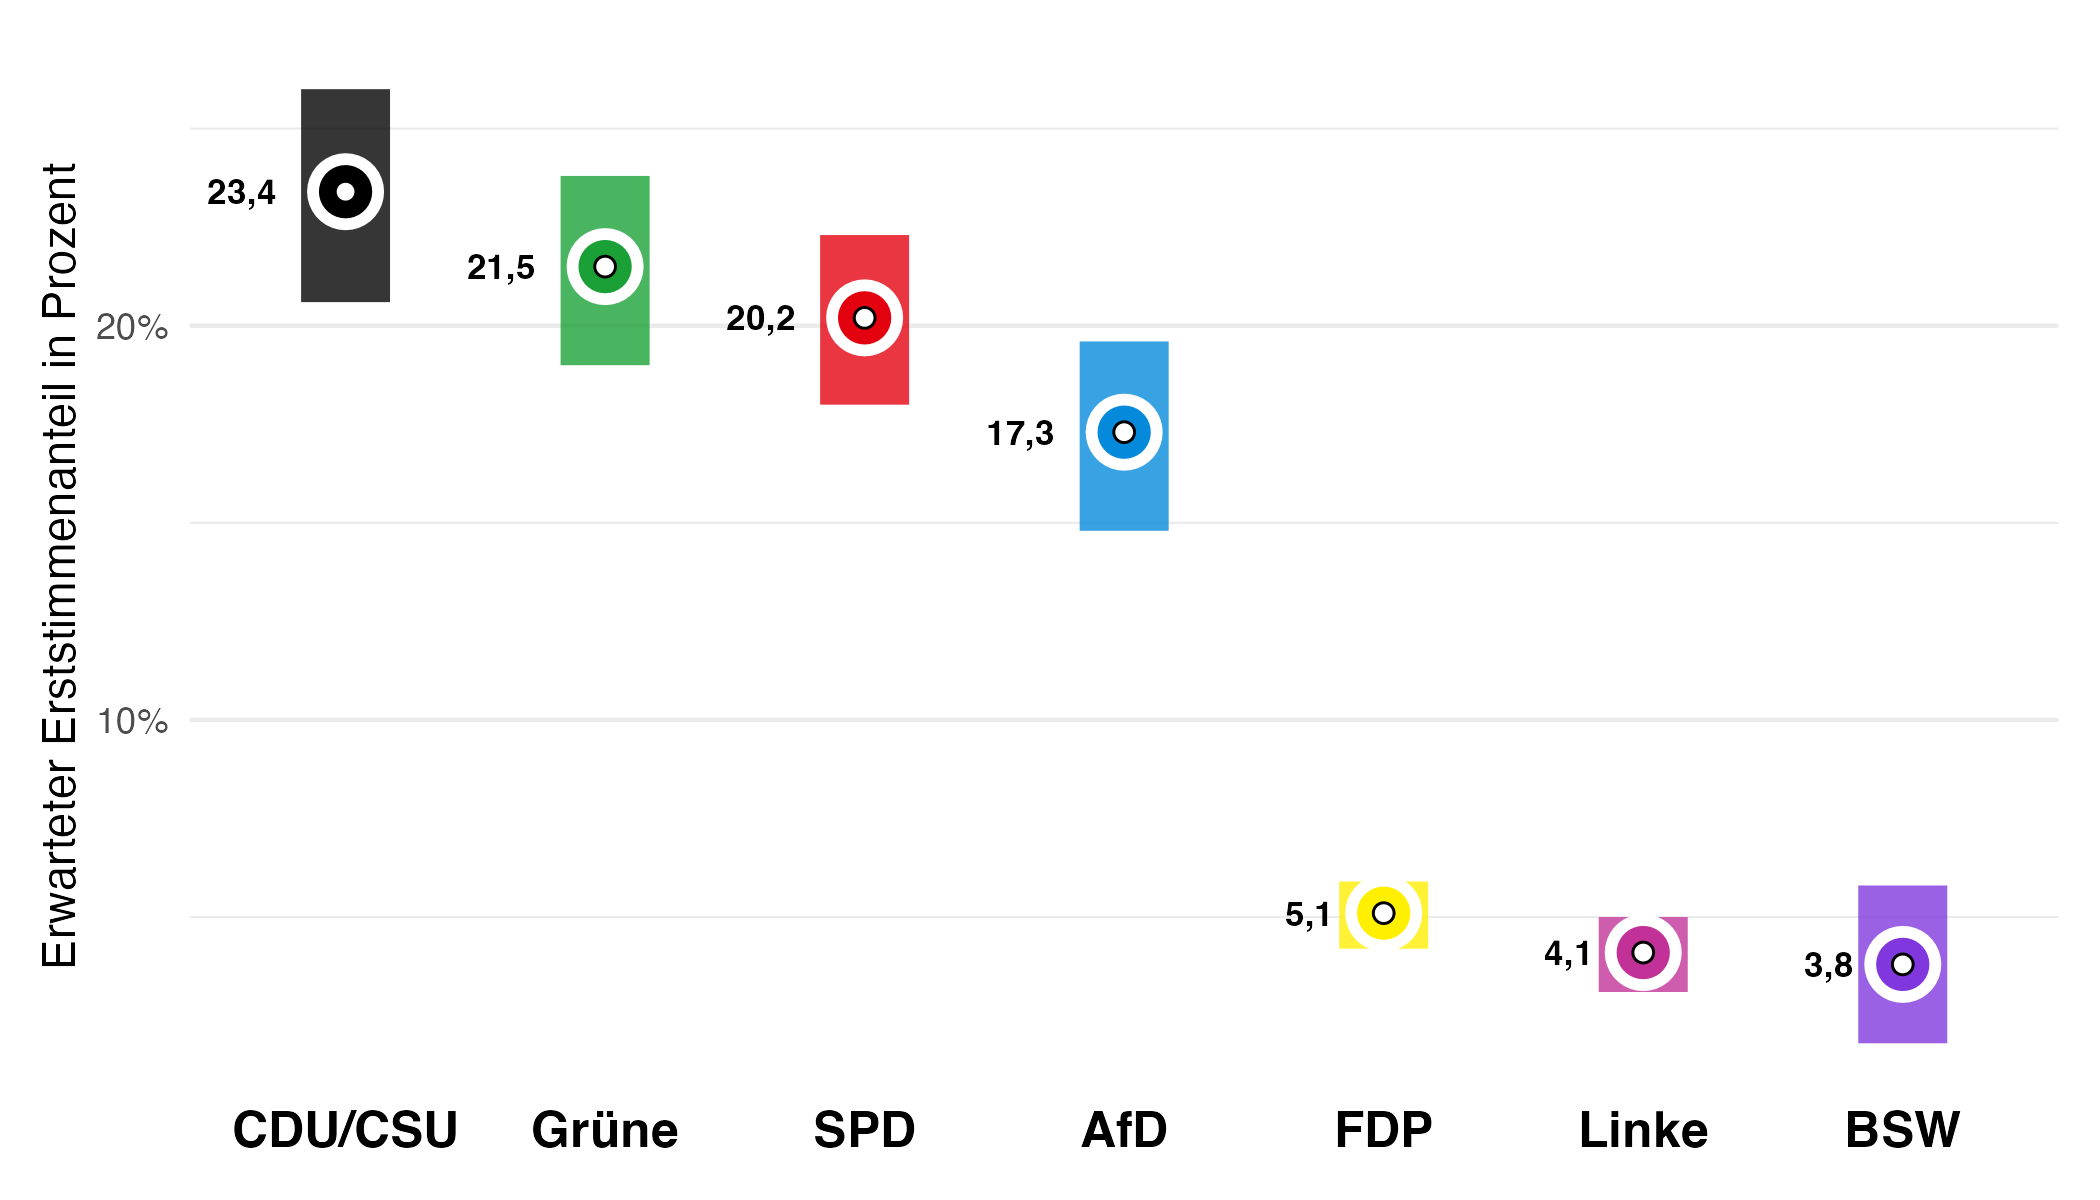 Erwarteter Erststimmenanteil in Prozent
20%
10%
23,4
21,5
20,2
17,3
5,1
4,1
3,8
CDU/CSU
Grüne
SPD
AfD
FDP
Linke
BSW